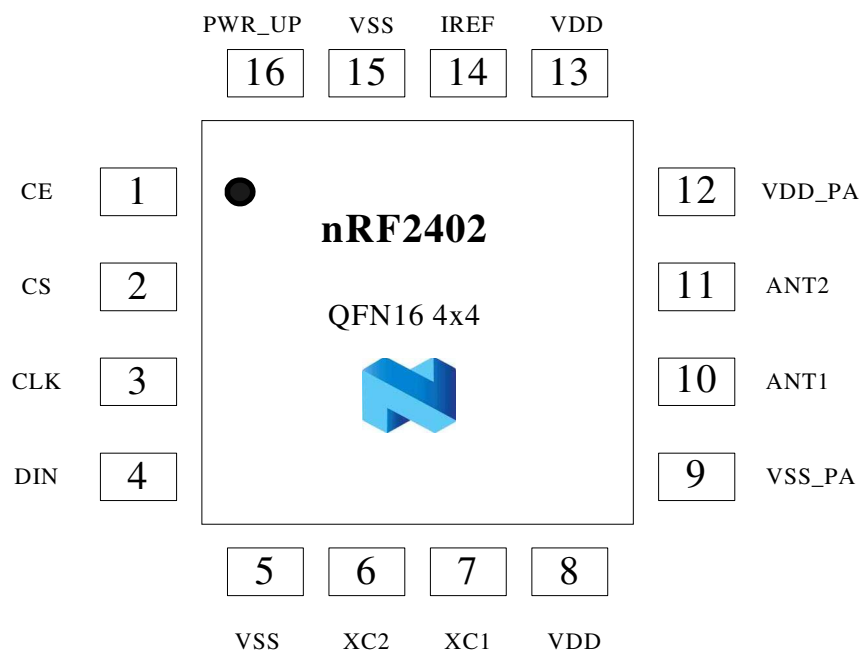 PWR_UP VSS IREF VDD
16 15 14 13
CE 1 12 VDD_PA
nRF2402
CS 2 11 ANT2
QFN16 4x4
CLK 3 10 ANT1
DIN 4 9 VSS_PA
5 6 7 8
VSS XC2 XC1 VDD